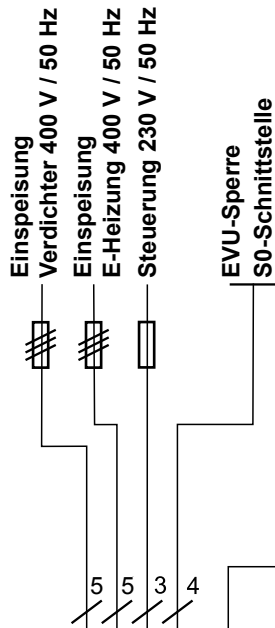 Einspeisung
Verdichter 400 V / 50 Hz
Einspeisung
E-Heizung 400 V / 50 Hz
Steuerung 230 V / 50 Hz
EVU-Sperre
S0-Schnittstelle
5
5
3
4